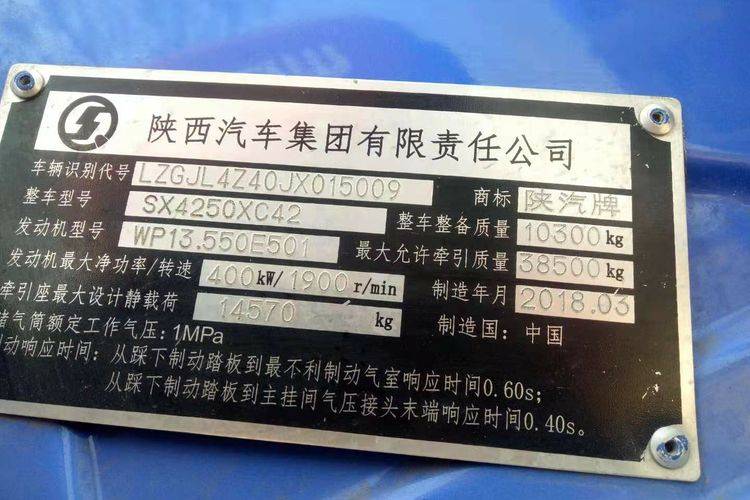 陕西汽车集团有限责任公司
车辆识别代号 LZGJL4Z40JX015009 商标 陕汽牌
整车型号 SX4250XC42 整车整备质量 10300kg
发动机型号 WP13.550E501 最大允许牵引质量 38500kg
发动机最大净功率/转速 400kW/1900r/min 制造年月 2018.03
牵引座最大设计静载荷 14570 kg 制造国：中国
储气筒额定工作气压：1MPa
制动响应时间：从踩下制动踏板到最不利制动气室响应时间0.60s；
从踩下制动踏板到主挂间气压接头末端响应时间0.40s。